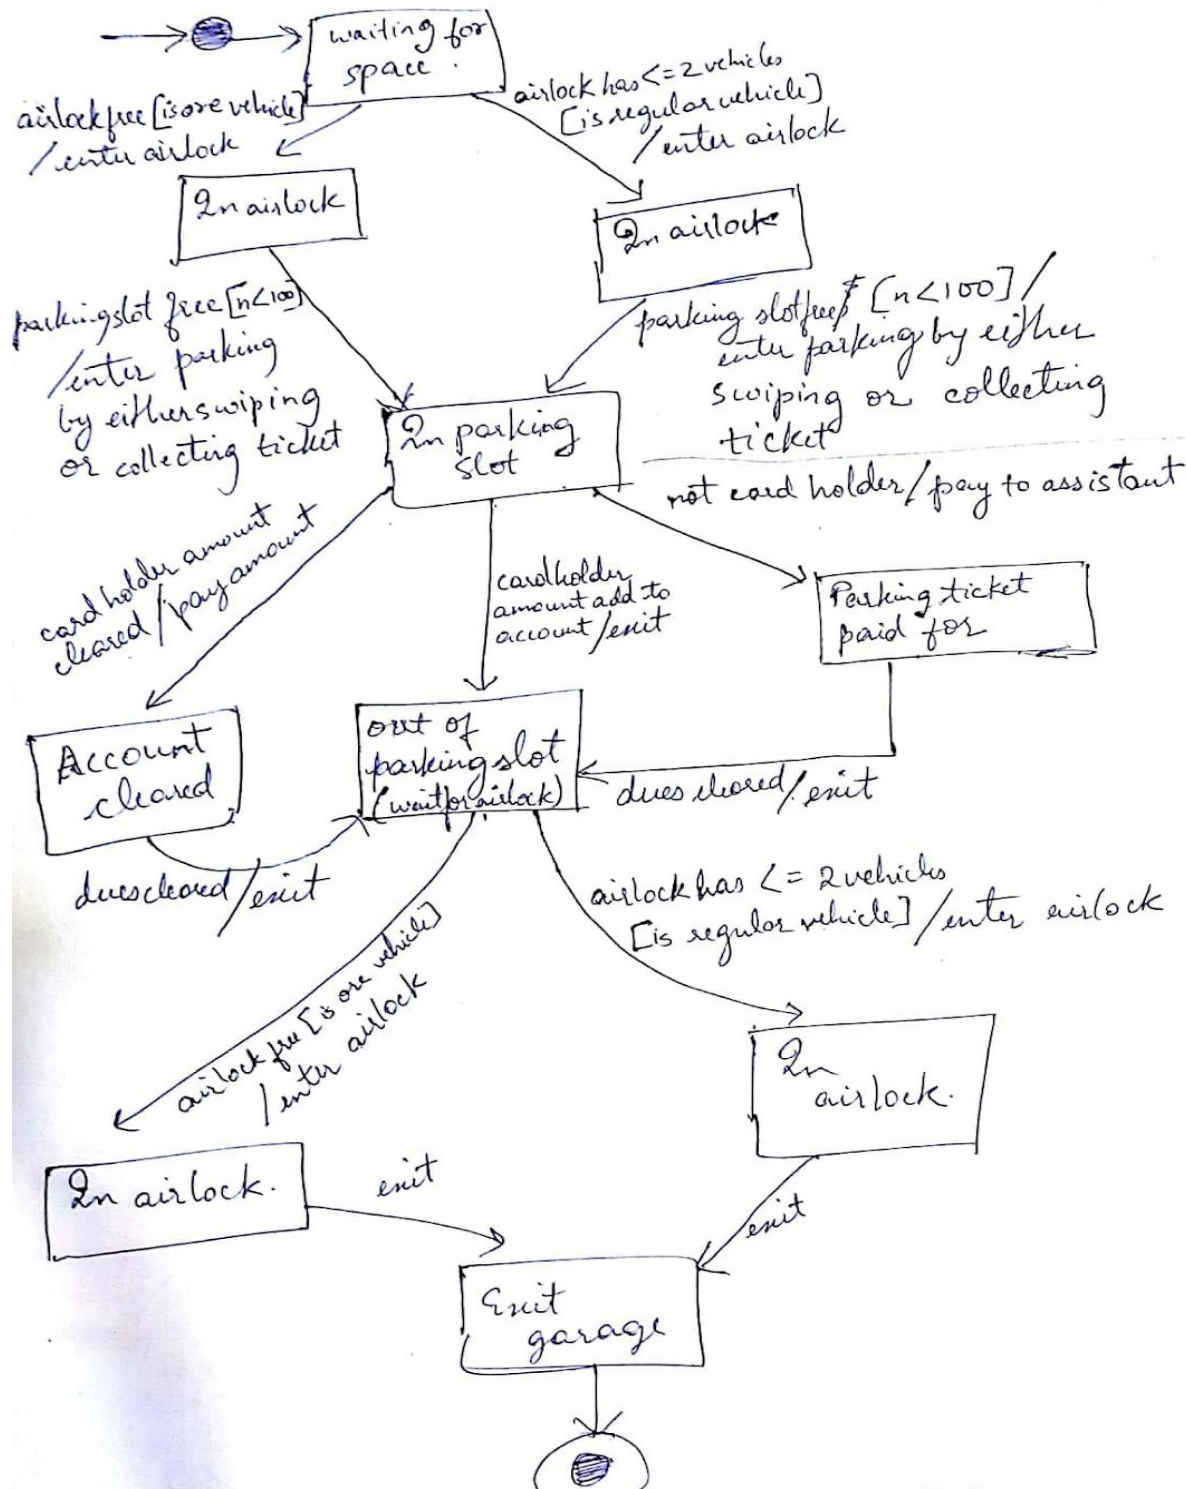 waiting for
space.
airlock free [is ore vehicle]
/enter airlock
airlock has <= 2 vehicles
[is regular vehicle]
/enter airlock
In airlock
In airlock
parking slot free [n<100]
/enter parking
by either swiping
or collecting ticket
parking slot free [n<100] /
enter parking by either
swiping or collecting
ticket
In parking
slot
not card holder/pay to assistant
card holder amount
cleared/pay amount
cardholder
amount add to
account/exit
Parking ticket
paid for
Account
cleared
out of
parking slot
(wait for airlock)
dues cleared/exit
dues cleared/exit
airlock has <= 2 vehicles
[is regular vehicle] /enter airlock
airlock free [is ore vehicle]
/enter airlock
In
airlock.
In airlock.
exit
exit
Exit
garage